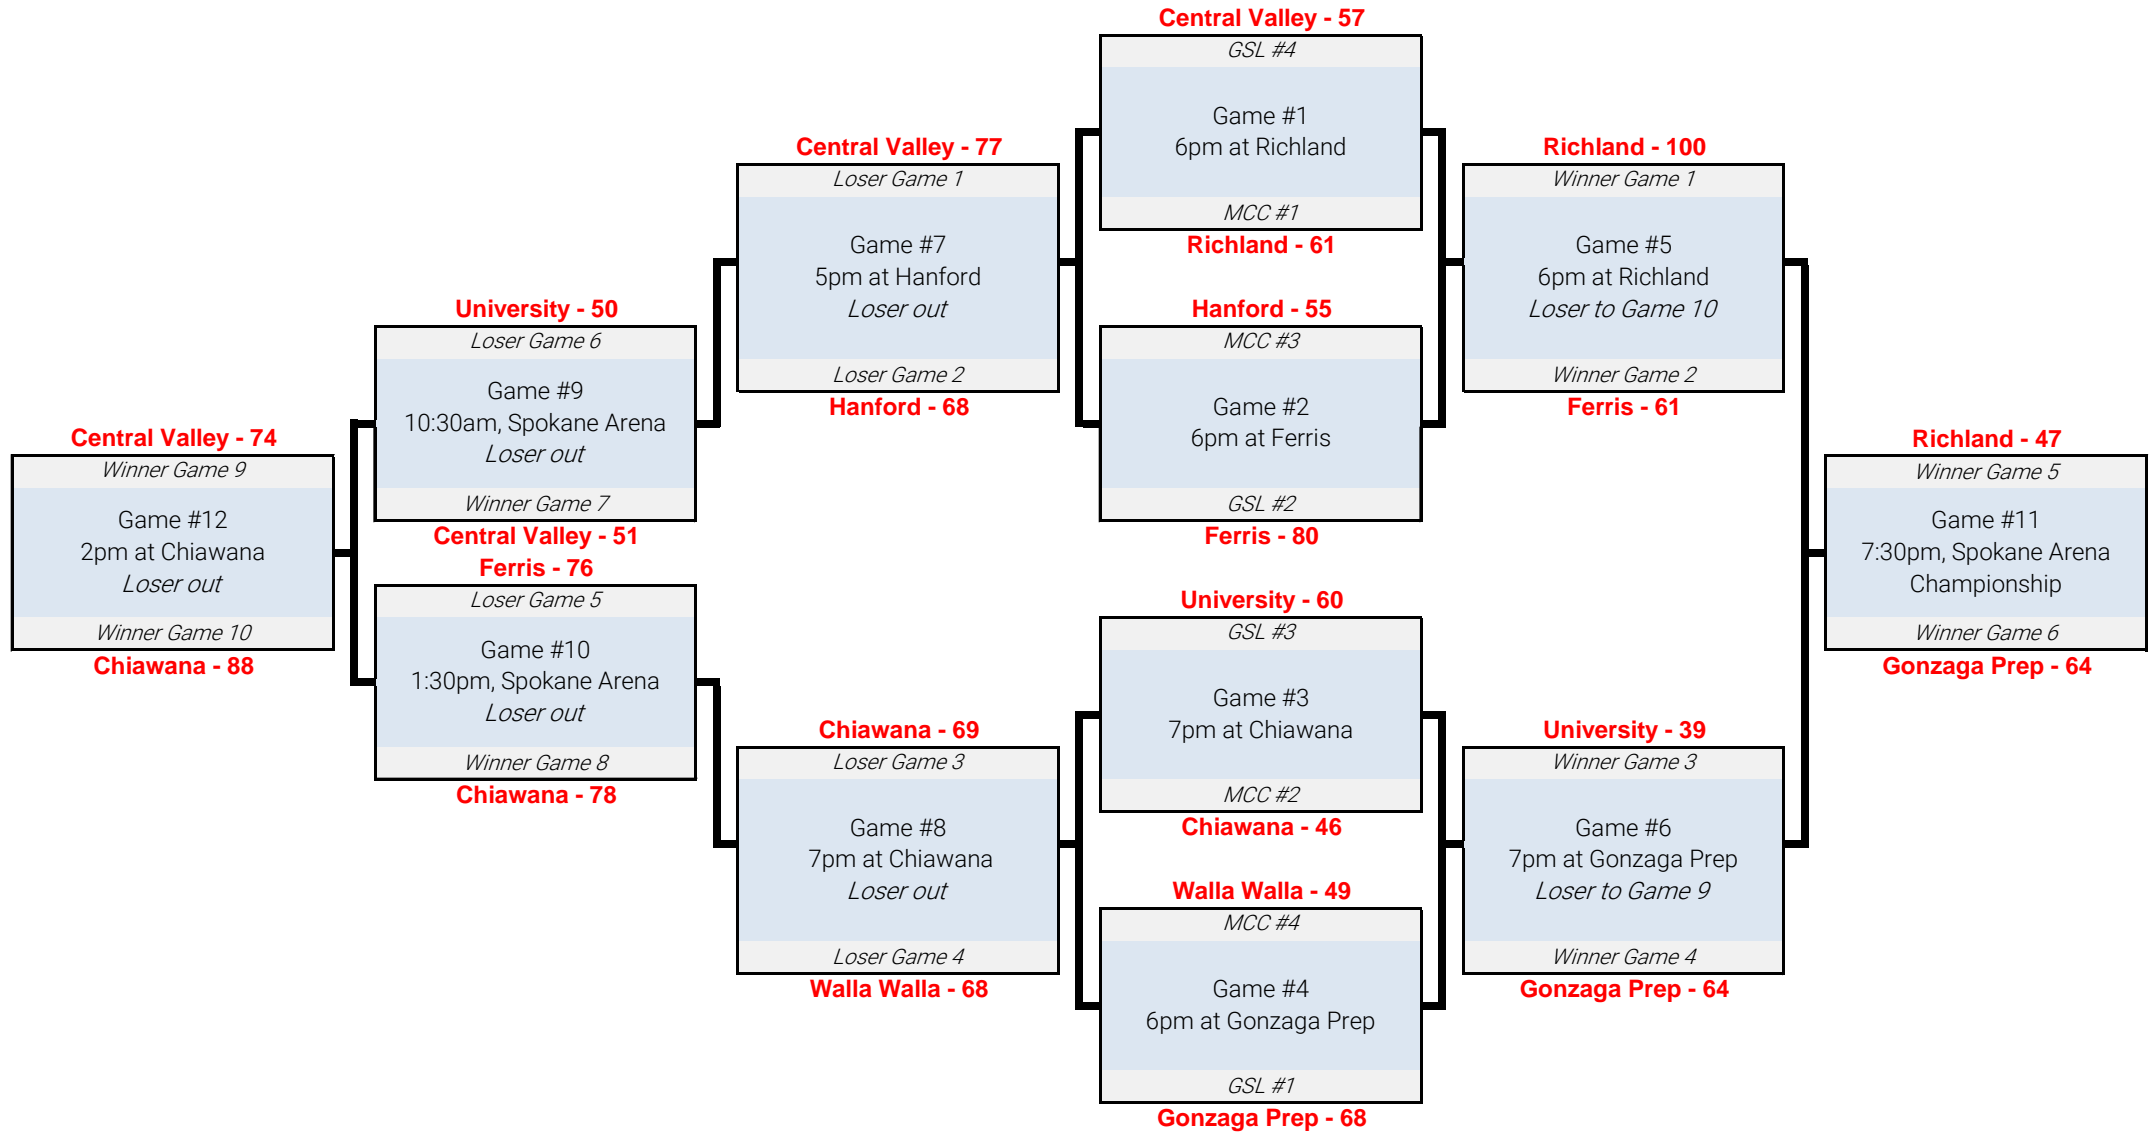 Central Valley - 57
GSL #4
Game #1
6pm at Richland
MCC #1
Richland - 61
Hanford - 55
MCC #3
Game #2
6pm at Ferris
GSL #2
Ferris - 80
University - 60
GSL #3
Game #3
7pm at Chiawana
MCC #2
Chiawana - 46
Walla Walla - 49
MCC #4
Game #4
6pm at Gonzaga Prep
GSL #1
Gonzaga Prep - 68
Richland - 100
Winner Game 1
Game #5
6pm at Richland
Loser to Game 10
Winner Game 2
Ferris - 61
University - 39
Winner Game 3
Game #6
7pm at Gonzaga Prep
Loser to Game 9
Winner Game 4
Gonzaga Prep - 64
Central Valley - 77
Loser Game 1
Game #7
5pm at Hanford
Loser out
Loser Game 2
Hanford - 68
Chiawana - 69
Loser Game 3
Game #8
7pm at Chiawana
Loser out
Loser Game 4
Walla Walla - 68
University - 50
Loser Game 6
Game #9
10:30am, Spokane Arena
Loser out
Winner Game 7
Central Valley - 51
Ferris - 76
Loser Game 5
Game #10
1:30pm, Spokane Arena
Loser out
Winner Game 8
Chiawana - 78
Richland - 47
Winner Game 5
Game #11
7:30pm, Spokane Arena
Championship
Winner Game 6
Gonzaga Prep - 64
Central Valley - 74
Winner Game 9
Game #12
2pm at Chiawana
Loser out
Winner Game 10
Chiawana - 88